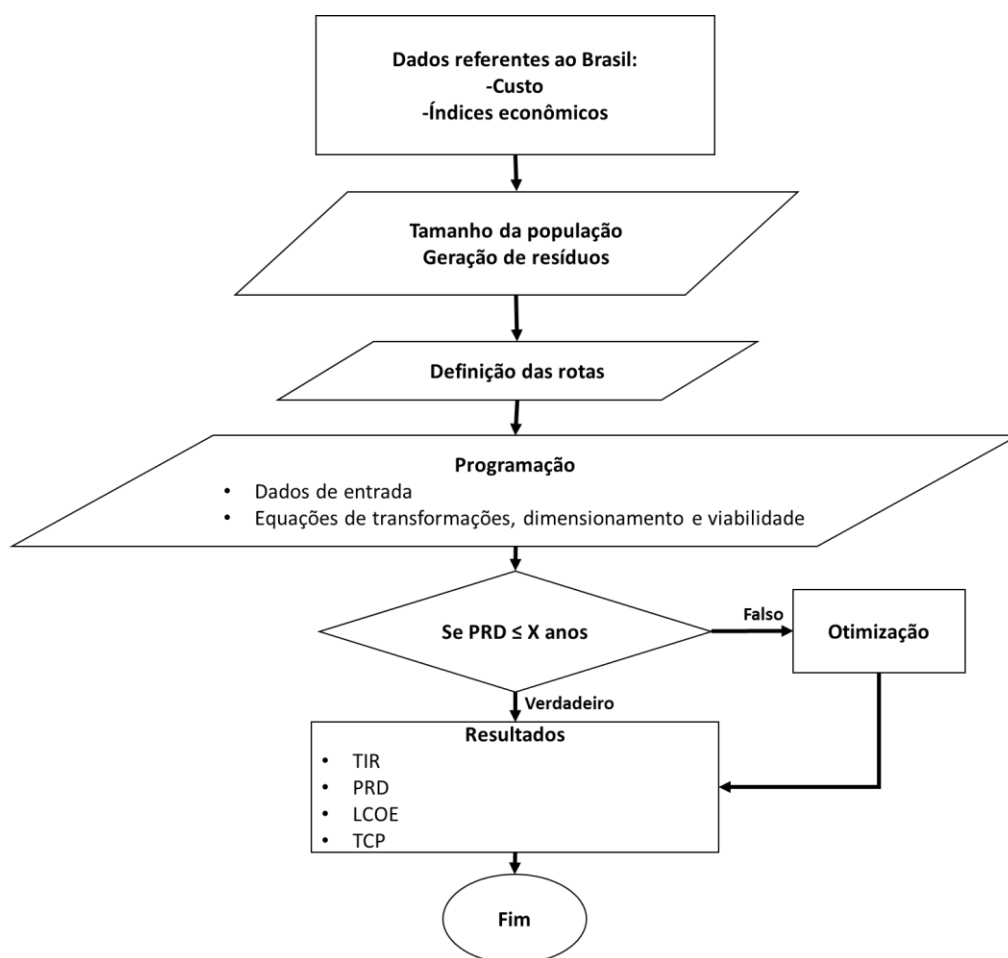 Dados referentes ao Brasil:
-Custo
-Índices econômicos
Tamanho da população
Geração de resíduos
Definição das rotas
Programação
• Dados de entrada
• Equações de transformações, dimensionamento e viabilidade
Se PRD ≤ X anos
Falso
Otimização
Verdadeiro
Resultados
• TIR
• PRD
• LCOE
• TCP
Fim